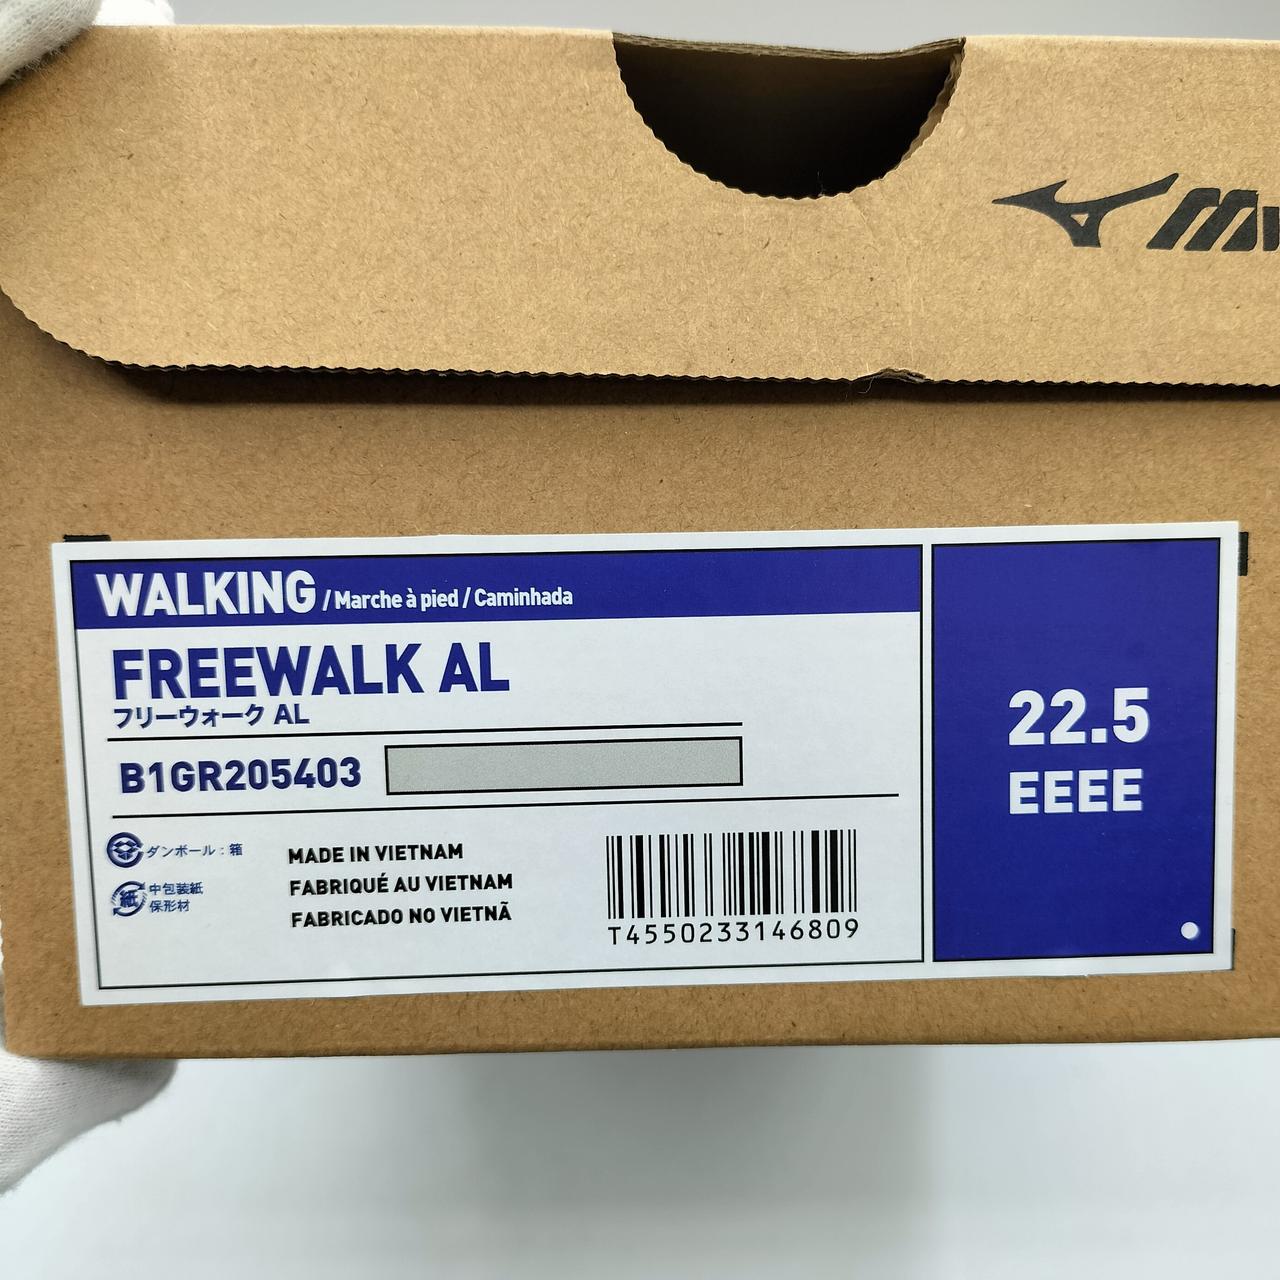 WALKING / Marche à pied / Caminhada
FREEWALK AL
フリーウォーク AL
B1GR205403
22.5
EEEE
ダンボール：箱
紙
中包装紙
保形材
MADE IN VIETNAM
FABRIQUÉ AU VIETNAM
FABRICADO NO VIETNÃ
T4550233146809